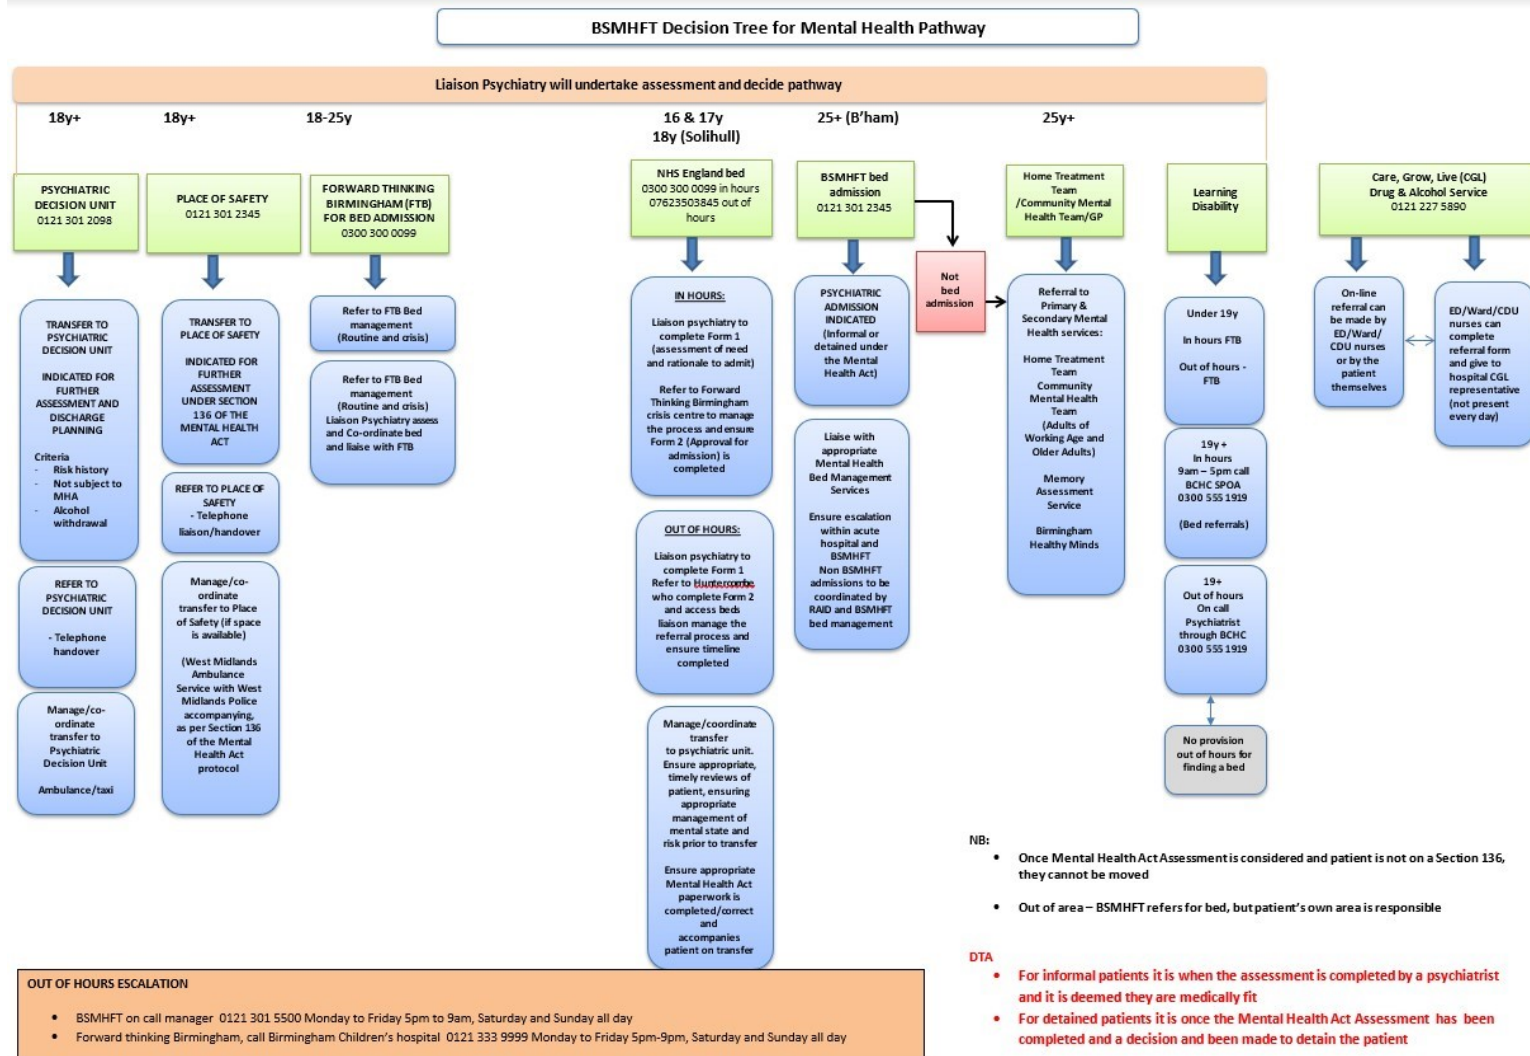 BSMHFT Decision Tree for Mental Health Pathway
Liaison Psychiatry will undertake assessment and decide pathway
18y+
18y+
18-25y
16 & 17y
18y (Solihull)
25+ (B'ham)
25y+
PSYCHIATRIC
DECISION UNIT
0121 301 2098
PLACE OF SAFETY
0121 301 2345
FORWARD THINKING
BIRMINGHAM (FTB)
FOR BED ADMISSION
0300 300 0099
NHS England bed
0300 300 0099 in hours
07623503845 out of
hours
BSMHFT bed
admission
0121 301 2345
Not
bed
admission
Home Treatment
Team
/Community Mental
Health Team/GP
Learning
Disability
Care, Grow, Live (CGL)
Drug & Alcohol Service
0121 227 5890
TRANSFER TO
PSYCHIATRIC
DECISION UNIT
INDICATED FOR
FURTHER
ASSESSMENT AND
DISCHARGE
PLANNING
Criteria
- Risk history
- Not subject to
MHA
- Alcohol
withdrawal
REFER TO
PSYCHIATRIC
DECISION UNIT
- Telephone
handover
Manage/co-
ordinate
transfer to
Psychiatric
Decision Unit
Ambulance/taxi
TRANSFER TO
PLACE OF SAFETY
INDICATED FOR
FURTHER
ASSESSMENT
UNDER SECTION
136 OF THE
MENTAL HEALTH
ACT
REFER TO PLACE OF
SAFETY
- Telephone
liaison/handover
Manage/co-
ordinate
transfer to Place
of Safety (if space
is available)
(West Midlands
Ambulance
Service with West
Midlands Police
accompanying,
as per Section 136
of the Mental
Health Act
protocol
Refer to FTB Bed
management
(Routine and crisis)
Refer to FTB Bed
management
(Routine and crisis)
Liaison Psychiatry assess
and Co-ordinate bed
and liaise with FTB
IN HOURS:
Liaison psychiatry to
complete Form 1
(assessment of need
and rationale to admit)
Refer to Forward
Thinking Birmingham
crisis centre to manage
the process and ensure
Form 2 (Approval for
admission) is
completed
OUT OF HOURS:
Liaison psychiatry to
complete Form 1
Refer to Huntercombe
who complete Form 2
and access beds
liaison manage the
referral process and
ensure timeline
completed
Manage/coordinate
transfer
to psychiatric unit.
Ensure appropriate,
timely reviews of
patient, ensuring
appropriate
management of
mental state and
risk prior to transfer
Ensure appropriate
Mental Health Act
paperwork is
completed/correct
and
accompanies
patient on transfer
PSYCHIATRIC
ADMISSION
INDICATED
(Informal or
detained under
the Mental
Health Act)
Liaise with
appropriate
Mental Health
Bed Management
Services
Ensure escalation
within acute
hospital and
BSMHFT
Non BSMHFT
admissions to be
coordinated by
RAID and BSMHFT
bed management
Referral to
Primary &
Secondary Mental
Health services:
Home Treatment
Team
Community
Mental Health
Team
(Adults of
Working Age and
Older Adults)
Memory
Assessment
Service
Birmingham
Healthy Minds
Under 19y
In hours FTB
Out of hours -
FTB
19y +
In hours
9am – 5pm call
BCHC SPOA
0300 555 1919
(Bed referrals)
19+
Out of hours
On call
Psychiatrist
through BCHC
0300 555 1919
No provision
out of hours for
finding a bed
On-line
referral can
be made by
ED/Ward/
CDU nurses
or by the
patient
themselves
ED/Ward/CDU
nurses can
complete
referral form
and give to
hospital CGL
representative
(not present
every day)
NB:
• Once Mental Health Act Assessment is considered and patient is not on a Section 136,
they cannot be moved
• Out of area – BSMHFT refers for bed, but patient's own area is responsible
DTA
• For informal patients it is when the assessment is completed by a psychiatrist
and it is deemed they are medically fit
• For detained patients it is once the Mental Health Act Assessment has been
completed and a decision and been made to detain the patient
OUT OF HOURS ESCALATION
• BSMHFT on call manager 0121 301 5500 Monday to Friday 5pm to 9am, Saturday and Sunday all day
• Forward thinking Birmingham, call Birmingham Children's hospital 0121 333 9999 Monday to Friday 5pm-9pm, Saturday and Sunday all day